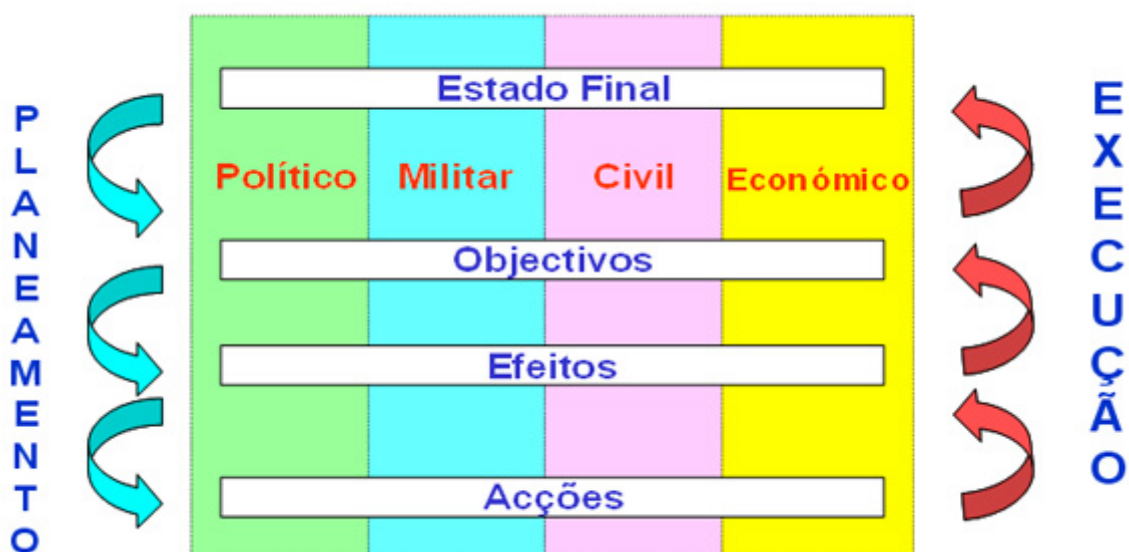 PLANEAMENTO
Estado Final
Político Militar Civil Económico
Objectivos
Efeitos
Acções
EXECUÇÃO